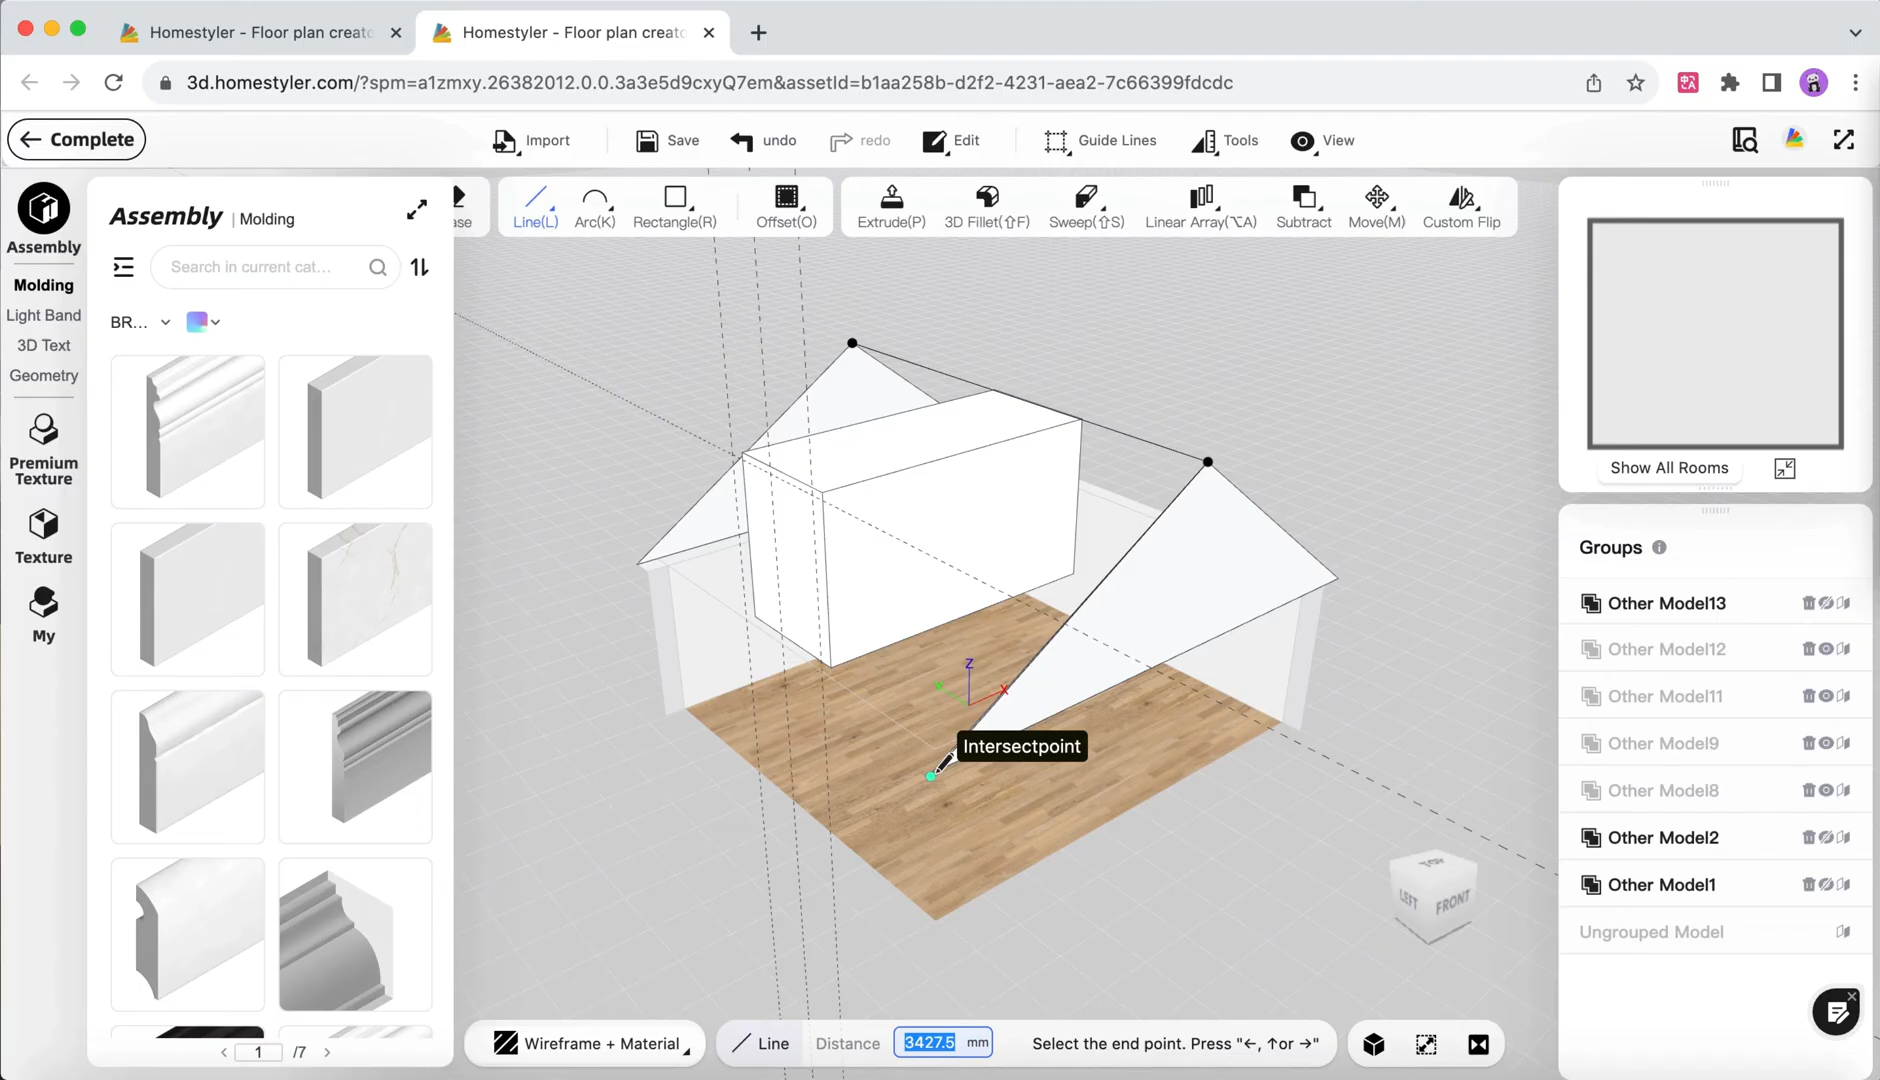 Homestyler - Floor plan creato
Homestyler - Floor plan creato
3d.homestyler.com/?spm=a1zmxy.26382012.0.0.3a3e5d9cxyQ7em&assetId=b1aa258b-d2f2-4231-aea2-7c66399fdcdc
Complete
Import
Save
undo
redo
Edit
Guide Lines
Tools
View
Assembly
Molding
Light Band
3D Text
Geometry
Premium
Texture
Texture
My
Assembly | Molding
Search in current cat...
BR...
1 /7
ase
Line(L)
Arc(K)
Rectangle(R)
Offset(O)
Extrude(P)
3D Fillet(⇧F)
Sweep(⇧S)
Linear Array(⌥A)
Subtract
Move(M)
Custom Flip
Z
Y
X
Intersectpoint
TOP
LEFT
FRONT
Show All Rooms
Groups
Other Model13
Other Model12
Other Model11
Other Model9
Other Model8
Other Model2
Other Model1
Ungrouped Model
Wireframe + Material
Line
Distance
3427.5 mm
Select the end point. Press "←, ↑or →"